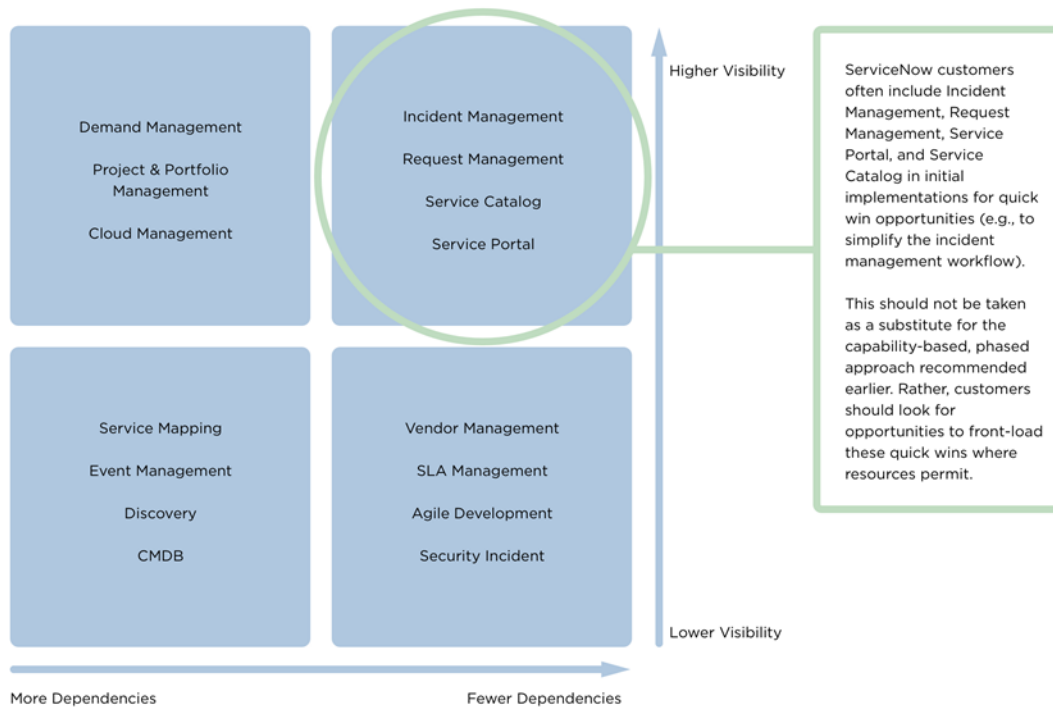 Demand Management
Project & Portfolio
Management
Cloud Management
Incident Management
Request Management
Service Catalog
Service Portal
Higher Visibility
ServiceNow customers
often include Incident
Management, Request
Management, Service
Portal, and Service
Catalog in initial
implementations for quick
win opportunities (e.g., to
simplify the incident
management workflow).
This should not be taken
as a substitute for the
capability-based, phased
approach recommended
earlier. Rather, customers
should look for
opportunities to front-load
these quick wins where
resources permit.
Service Mapping
Event Management
Discovery
CMDB
Vendor Management
SLA Management
Agile Development
Security Incident
Lower Visibility
More Dependencies
Fewer Dependencies